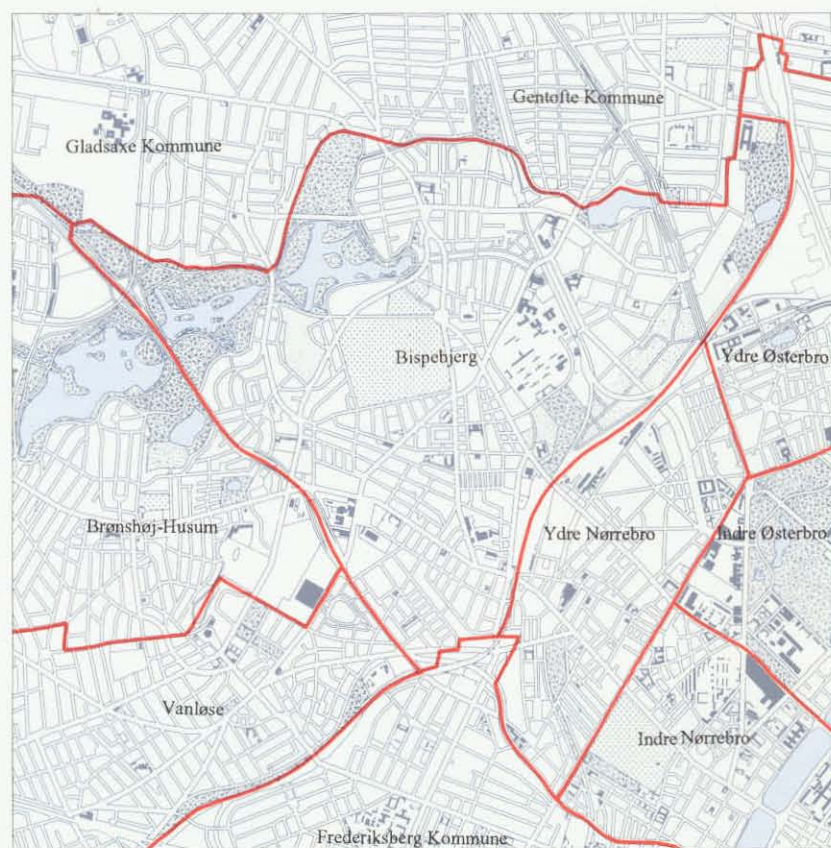 Gentofte Kommune
Gladsaxe Kommune
Bispebjerg
Ydre Østerbro
Brønshøj-Husum
Ydre Nørrebro
Indre Østerbro
Vanløse
Indre Nørrebro
Frederiksberg Kommune